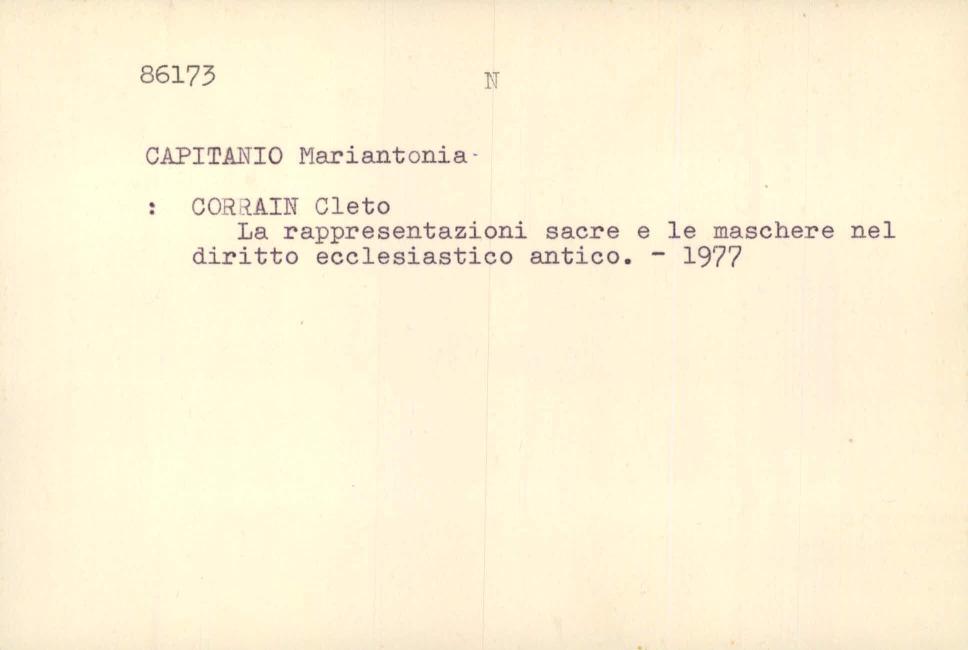 86173 N
CAPITANIO Mariantonia-
: CORRAIN Cleto
La rappresentazioni sacre e le maschere nel
diritto ecclesiastico antico. - 1977